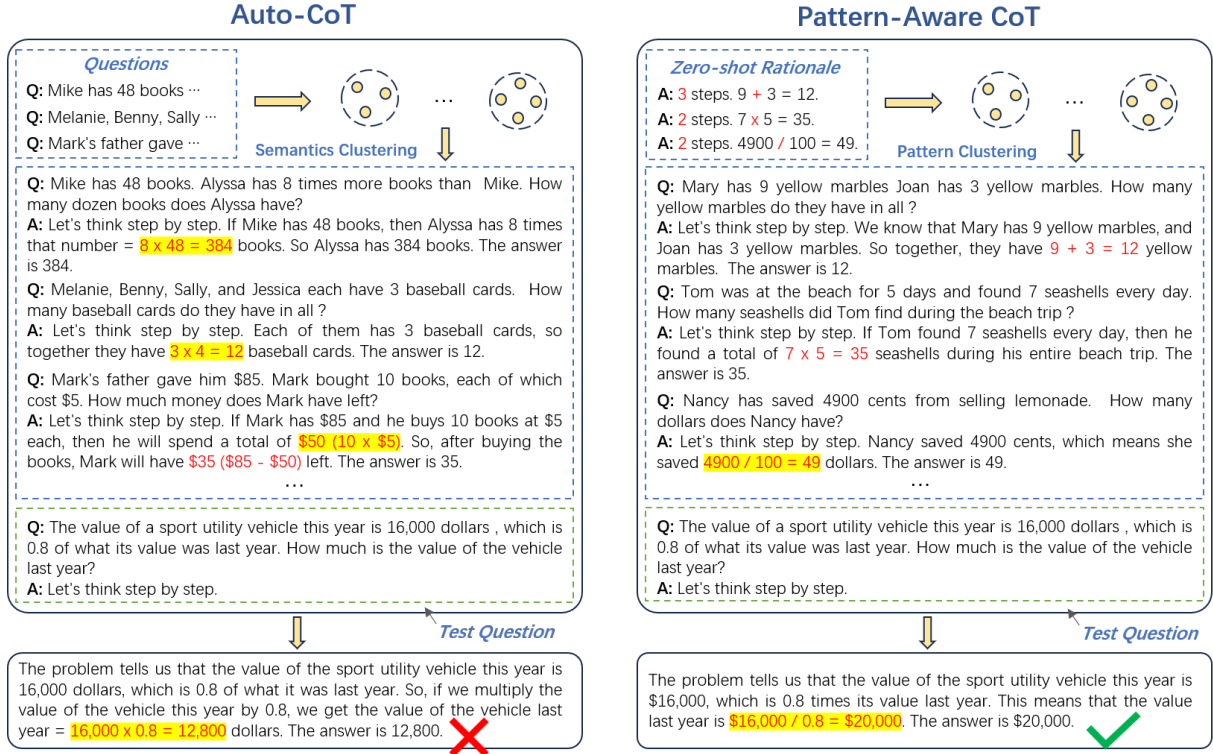 Auto-CoT
Questions
Q: Mike has 48 books ···
Q: Melanie, Benny, Sally ···
Q: Mark's father gave ···
...
Semantics Clustering
Q: Mike has 48 books. Alyssa has 8 times more books than Mike. How
many dozen books does Alyssa have?
A: Let's think step by step. If Mike has 48 books, then Alyssa has 8 times
that number = 8 x 48 = 384 books. So Alyssa has 384 books. The answer
is 384.
Q: Melanie, Benny, Sally, and Jessica each have 3 baseball cards. How
many baseball cards do they have in all ?
A: Let's think step by step. Each of them has 3 baseball cards, so
together they have 3 x 4 = 12 baseball cards. The answer is 12.
Q: Mark's father gave him $85. Mark bought 10 books, each of which
cost $5. How much money does Mark have left?
A: Let's think step by step. If Mark has $85 and he buys 10 books at $5
each, then he will spend a total of $50 (10 x $5). So, after buying the
books, Mark will have $35 ($85 - $50) left. The answer is 35.
...
Q: The value of a sport utility vehicle this year is 16,000 dollars , which is
0.8 of what its value was last year. How much is the value of the vehicle
last year?
A: Let's think step by step.
Test Question
The problem tells us that the value of the sport utility vehicle this year is
16,000 dollars, which is 0.8 of what it was last year. So, if we multiply the
value of the vehicle this year by 0.8, we get the value of the vehicle last
year = 16,000 x 0.8 = 12,800 dollars. The answer is 12,800.
Pattern-Aware CoT
Zero-shot Rationale
A: 3 steps. 9 + 3 = 12.
A: 2 steps. 7 x 5 = 35.
A: 2 steps. 4900 / 100 = 49.
...
Pattern Clustering
Q: Mary has 9 yellow marbles Joan has 3 yellow marbles. How many
yellow marbles do they have in all ?
A: Let's think step by step. We know that Mary has 9 yellow marbles, and
Joan has 3 yellow marbles. So together, they have 9 + 3 = 12 yellow
marbles. The answer is 12.
Q: Tom was at the beach for 5 days and found 7 seashells every day.
How many seashells did Tom find during the beach trip ?
A: Let's think step by step. If Tom found 7 seashells every day, then he
found a total of 7 x 5 = 35 seashells during his entire beach trip. The
answer is 35.
Q: Nancy has saved 4900 cents from selling lemonade. How many
dollars does Nancy have?
A: Let's think step by step. Nancy saved 4900 cents, which means she
saved 4900 / 100 = 49 dollars. The answer is 49.
...
Q: The value of a sport utility vehicle this year is 16,000 dollars , which is
0.8 of what its value was last year. How much is the value of the vehicle
last year?
A: Let's think step by step.
Test Question
The problem tells us that the value of the sport utility vehicle this year is
$16,000, which is 0.8 times its value last year. This means that the value
last year is $16,000 / 0.8 = $20,000. The answer is $20,000.